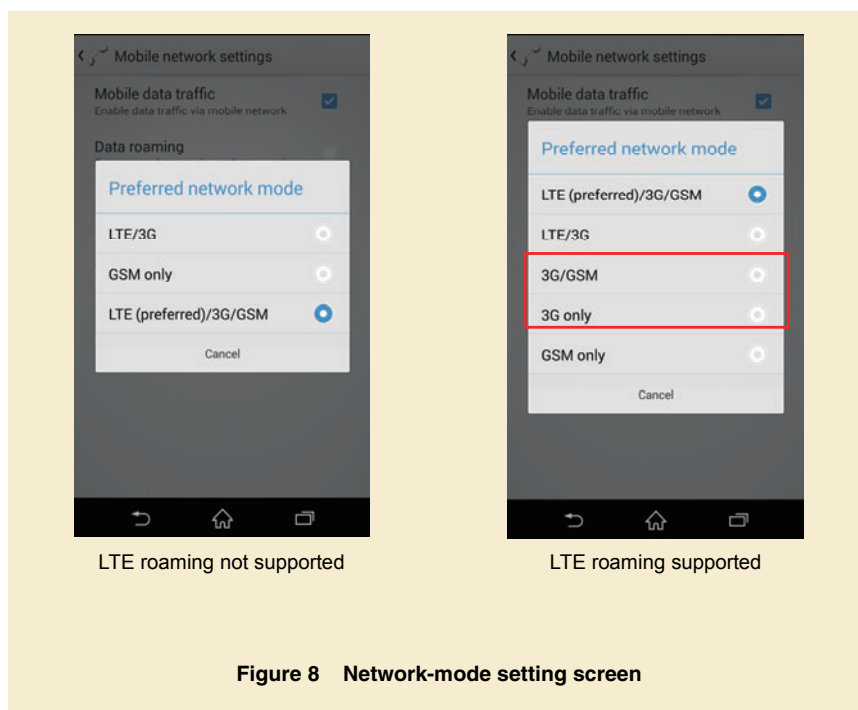 Mobile network settings
Mobile data traffic
Enable data traffic via mobile network
Data roaming
Preferred network mode
LTE/3G
GSM only
LTE (preferred)/3G/GSM
Cancel
LTE roaming not supported
Mobile network settings
Mobile data traffic
Enable data traffic via mobile network
Preferred network mode
LTE (preferred)/3G/GSM
LTE/3G
3G/GSM
3G only
GSM only
Cancel
LTE roaming supported
Figure 8 Network-mode setting screen